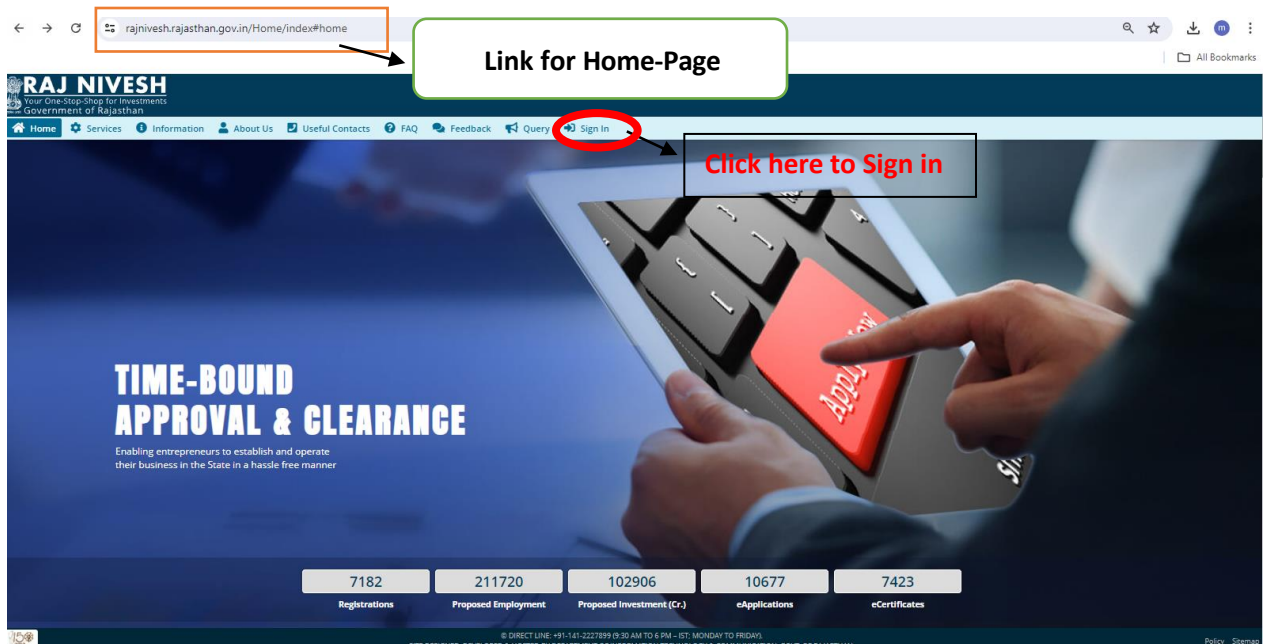 rajnivesh.rajasthan.gov.in/Home/index#home
m
Link for Home-Page
All Bookmarks
RAJ NIVESH
Your One-Stop-Shop for Investments
Government of Rajasthan
Home Services Information About Us Useful Contacts FAQ Feedback Query Sign In
Click here to Sign in
Apply Now
TIME-BOUND
APPROVAL & CLEARANCE
Enabling entrepreneurs to establish and operate
their business in the State in a hassle free manner
7182 211720 102906 10677 7423
Registrations Proposed Employment Proposed Investment (Cr.) eApplications eCertificates
© DIRECT LINE: +91-141-2227899 (9:30 AM TO 6 PM – IST; MONDAY TO FRIDAY).
Policy Sitemap